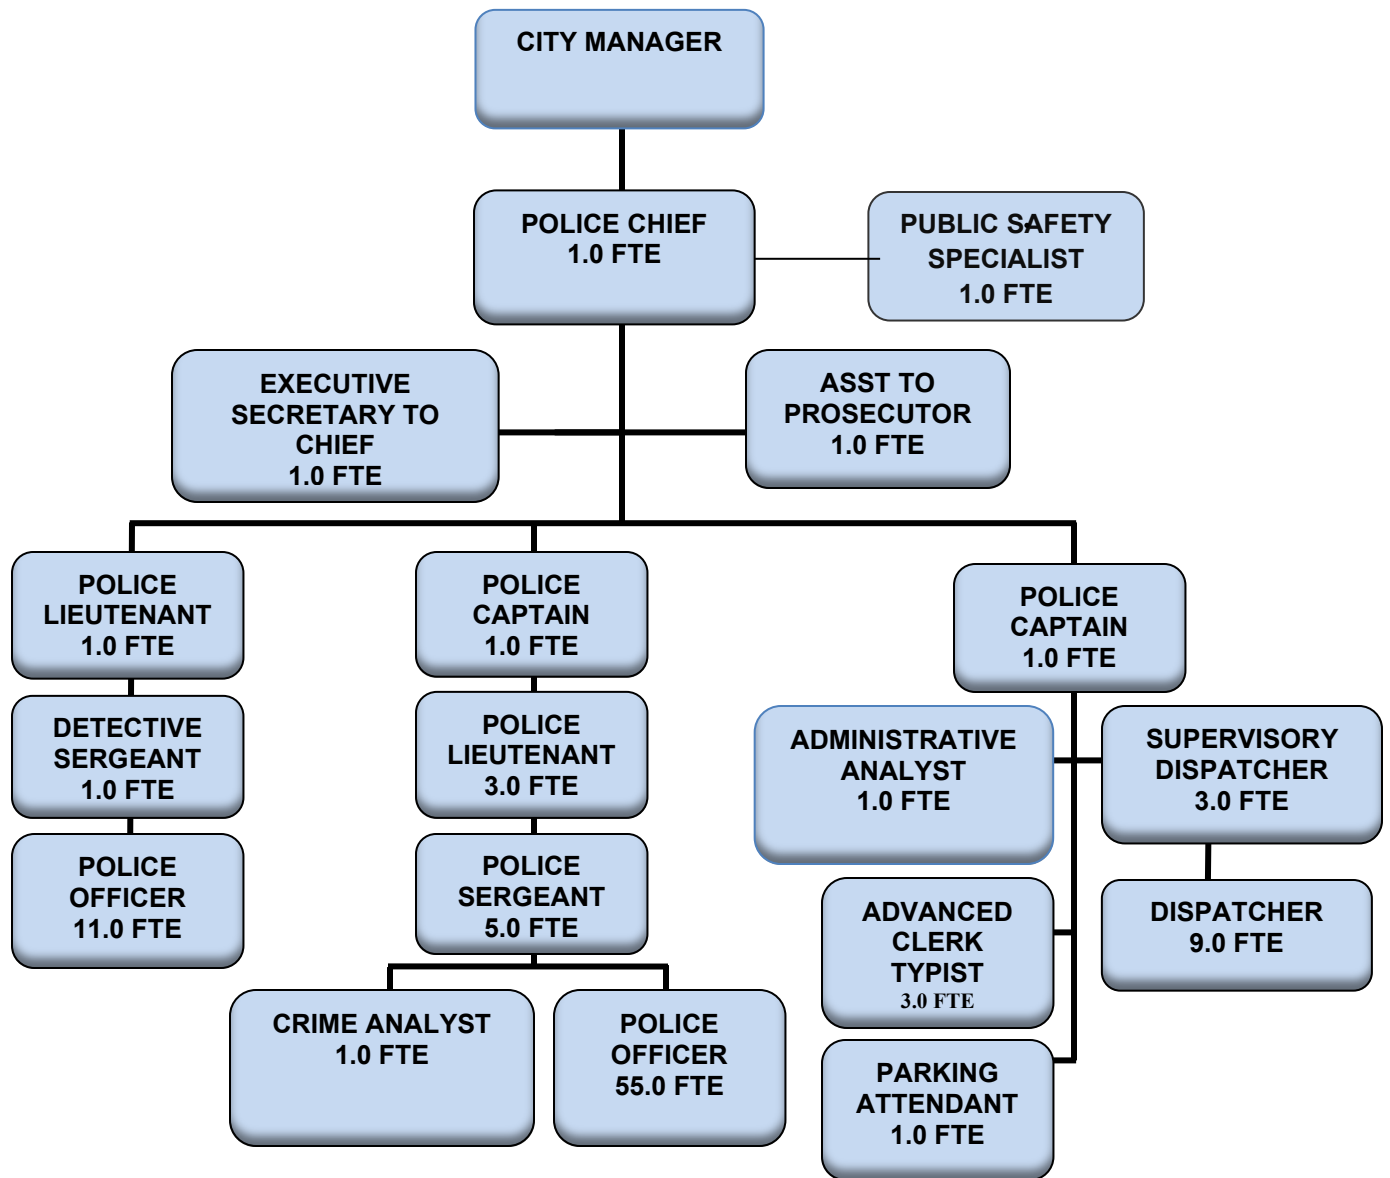 CITY MANAGER
POLICE CHIEF
1.0 FTE
PUBLIC SAFETY
SPECIALIST
1.0 FTE
EXECUTIVE
SECRETARY TO
CHIEF
1.0 FTE
ASST TO
PROSECUTOR
1.0 FTE
POLICE
LIEUTENANT
1.0 FTE
POLICE
CAPTAIN
1.0 FTE
POLICE
CAPTAIN
1.0 FTE
DETECTIVE
SERGEANT
1.0 FTE
POLICE
LIEUTENANT
3.0 FTE
ADMINISTRATIVE
ANALYST
1.0 FTE
SUPERVISORY
DISPATCHER
3.0 FTE
POLICE
OFFICER
11.0 FTE
POLICE
SERGEANT
5.0 FTE
ADVANCED
CLERK
TYPIST
3.0 FTE
DISPATCHER
9.0 FTE
CRIME ANALYST
1.0 FTE
POLICE
OFFICER
55.0 FTE
PARKING
ATTENDANT
1.0 FTE